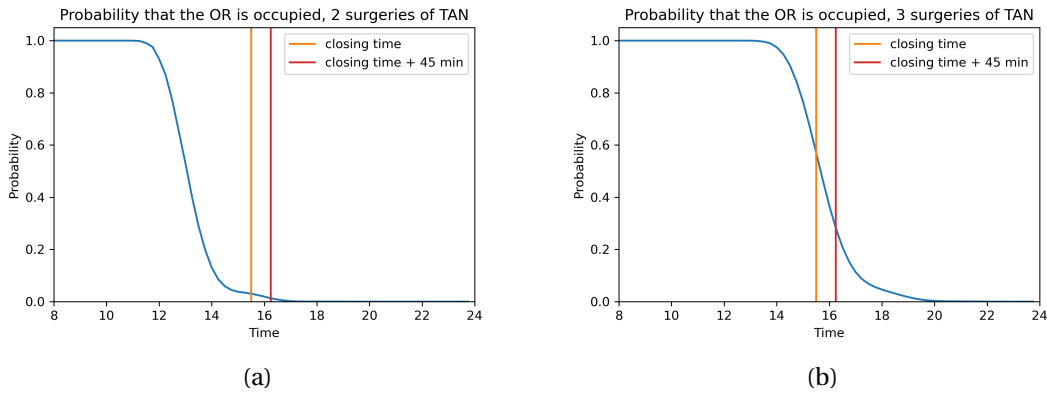 Probability that the OR is occupied, 2 surgeries of TAN
closing time
closing time + 45 min
Probability
1.0
0.8
0.6
0.4
0.2
0.0
8 10 12 14 16 18 20 22 24
Time
(a)
Probability that the OR is occupied, 3 surgeries of TAN
closing time
closing time + 45 min
Probability
1.0
0.8
0.6
0.4
0.2
0.0
8 10 12 14 16 18 20 22 24
Time
(b)